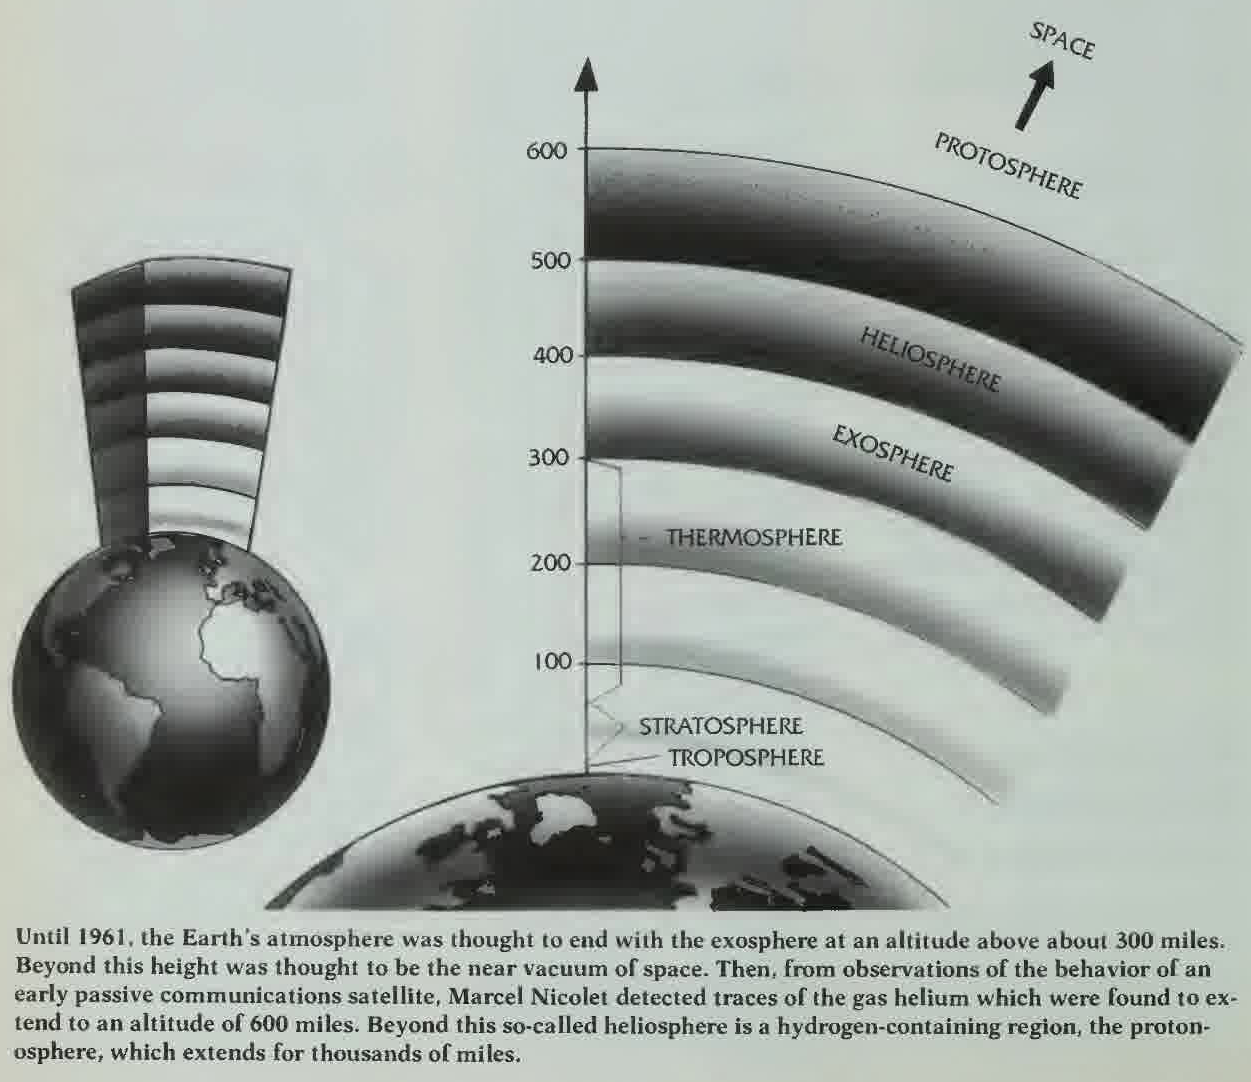 SPACE
PROTOSPHERE
600
500
400
300
200
100
HELIOSPHERE
EXOSPHERE
THERMOSPHERE
STRATOSPHERE
TROPOSPHERE
Until 1961, the Earth's atmosphere was thought to end with the exosphere at an altitude above about 300 miles.
Beyond this height was thought to be the near vacuum of space. Then, from observations of the behavior of an
early passive communications satellite, Marcel Nicolet detected traces of the gas helium which were found to ex-
tend to an altitude of 600 miles. Beyond this so-called heliosphere is a hydrogen-containing region, the proton-
osphere, which extends for thousands of miles.